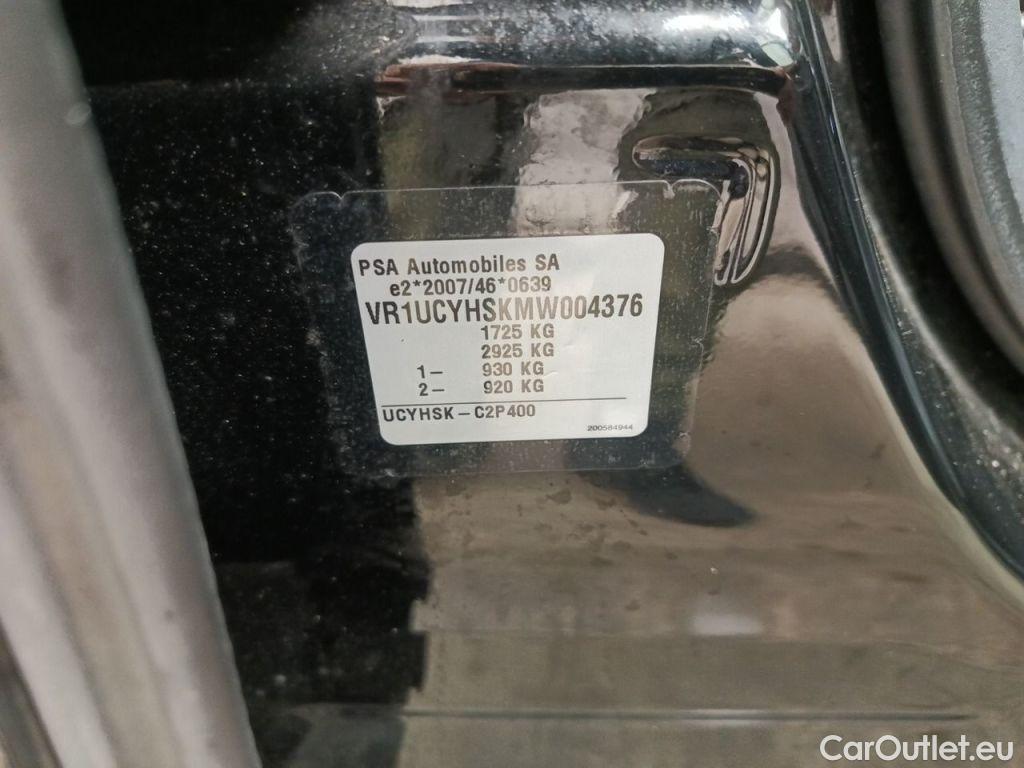 PSA Automobiles SA
e2*2007/46*0639
VR1UCYHSKMW004376
1725 KG
2925 KG
1- 930 KG
2- 920 KG
UCYHSK-C2P400
200584944
CarOutlet.eu